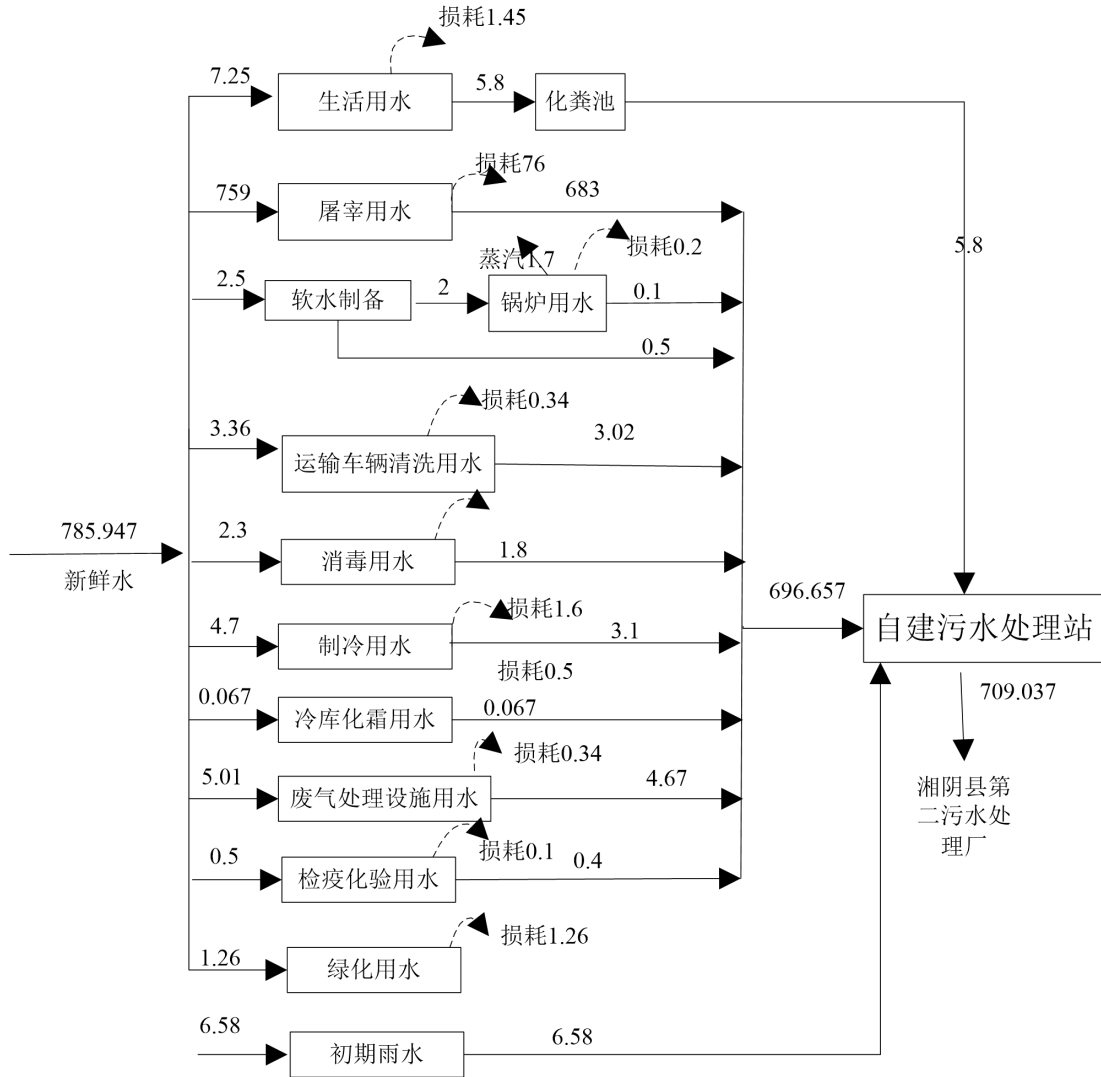 损耗1.45
7.25
生活用水
5.8
化粪池
损耗76
759
屠宰用水
683
损耗0.2
5.8
蒸汽1.7
2.5
软水制备
2
锅炉用水
0.1
0.5
损耗0.34
3.36
运输车辆清洗用水
3.02
785.947
新鲜水
2.3
消毒用水
1.8
696.657
自建污水处理站
损耗1.6
4.7
制冷用水
3.1
损耗0.5
0.067
冷库化霜用水
0.067
709.037
损耗0.34
5.01
废气处理设施用水
4.67
湘阴县第
二污水处
理厂
损耗0.1
0.5
检疫化验用水
0.4
损耗1.26
1.26
绿化用水
6.58
初期雨水
6.58